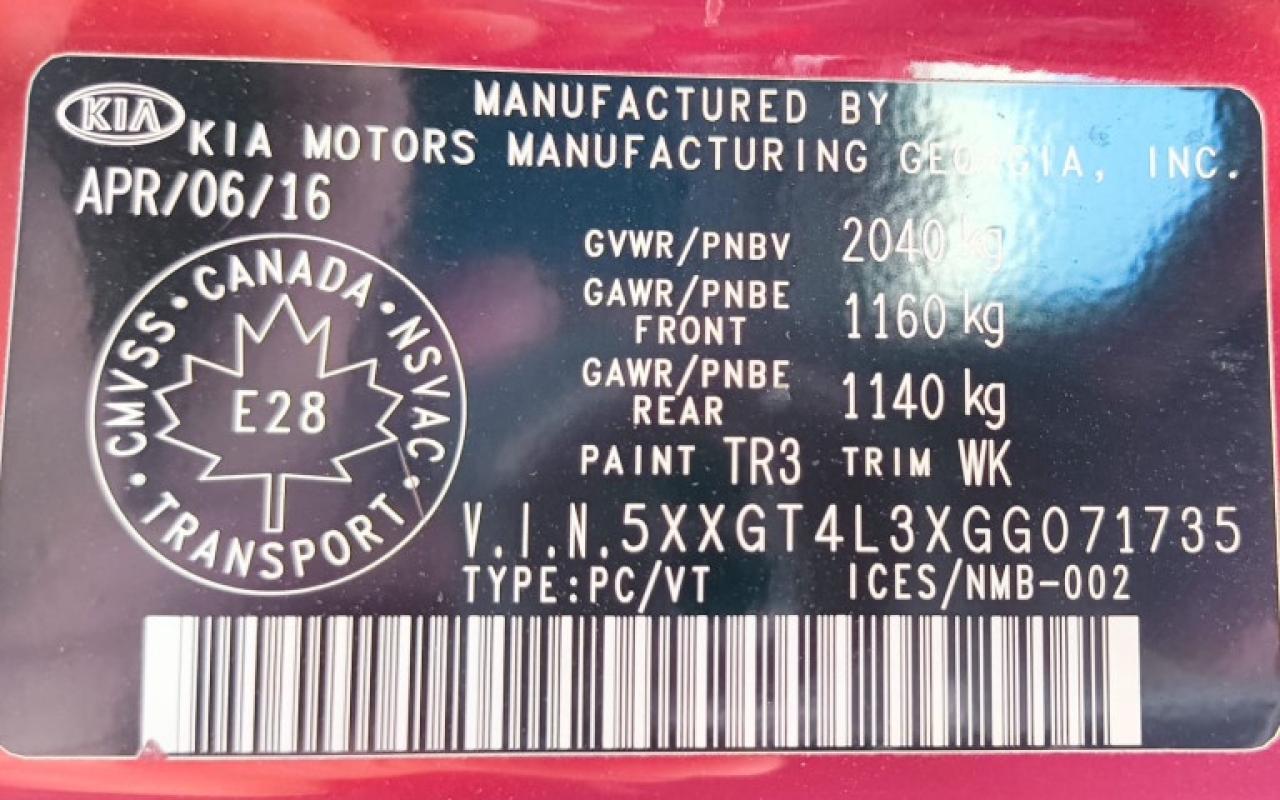 KIA
MANUFACTURED BY
KIA MOTORS MANUFACTURING GEORGIA, INC.
APR/06/16
GVWR/PNBV 2040 kg
GAWR/PNBE FRONT 1160 kg
GAWR/PNBE REAR 1140 kg
PAINT TR3 TRIM WK
CANADA · NSVAC · TRANSPORT · CMVSS ·
E28
V.I.N.5XXGT4L3XGG071735
TYPE:PC/VT ICES/NMB-002